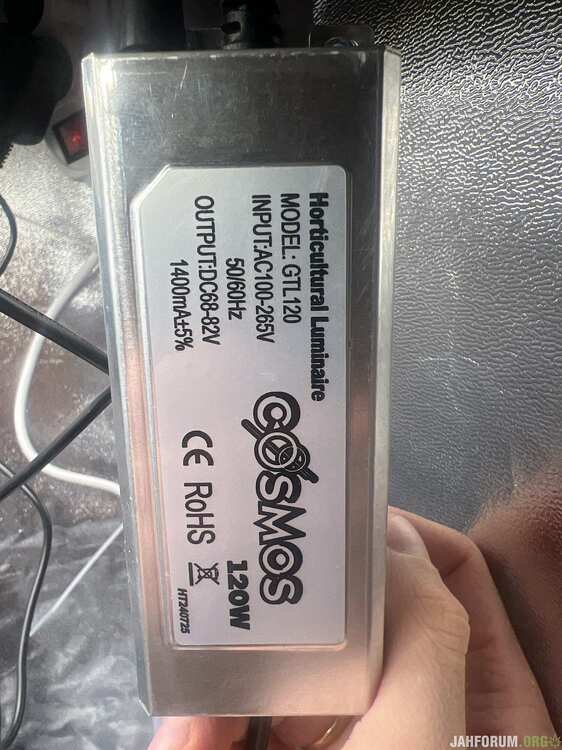 Horticultural Luminaire
MODEL: GTL120
INPUT:AC100-265V
50/60Hz
OUTPUT:DC68-82V
1400mA±5%
COSMOS
120W
CE RoHS
HT240725
JAHFORUM.ORG